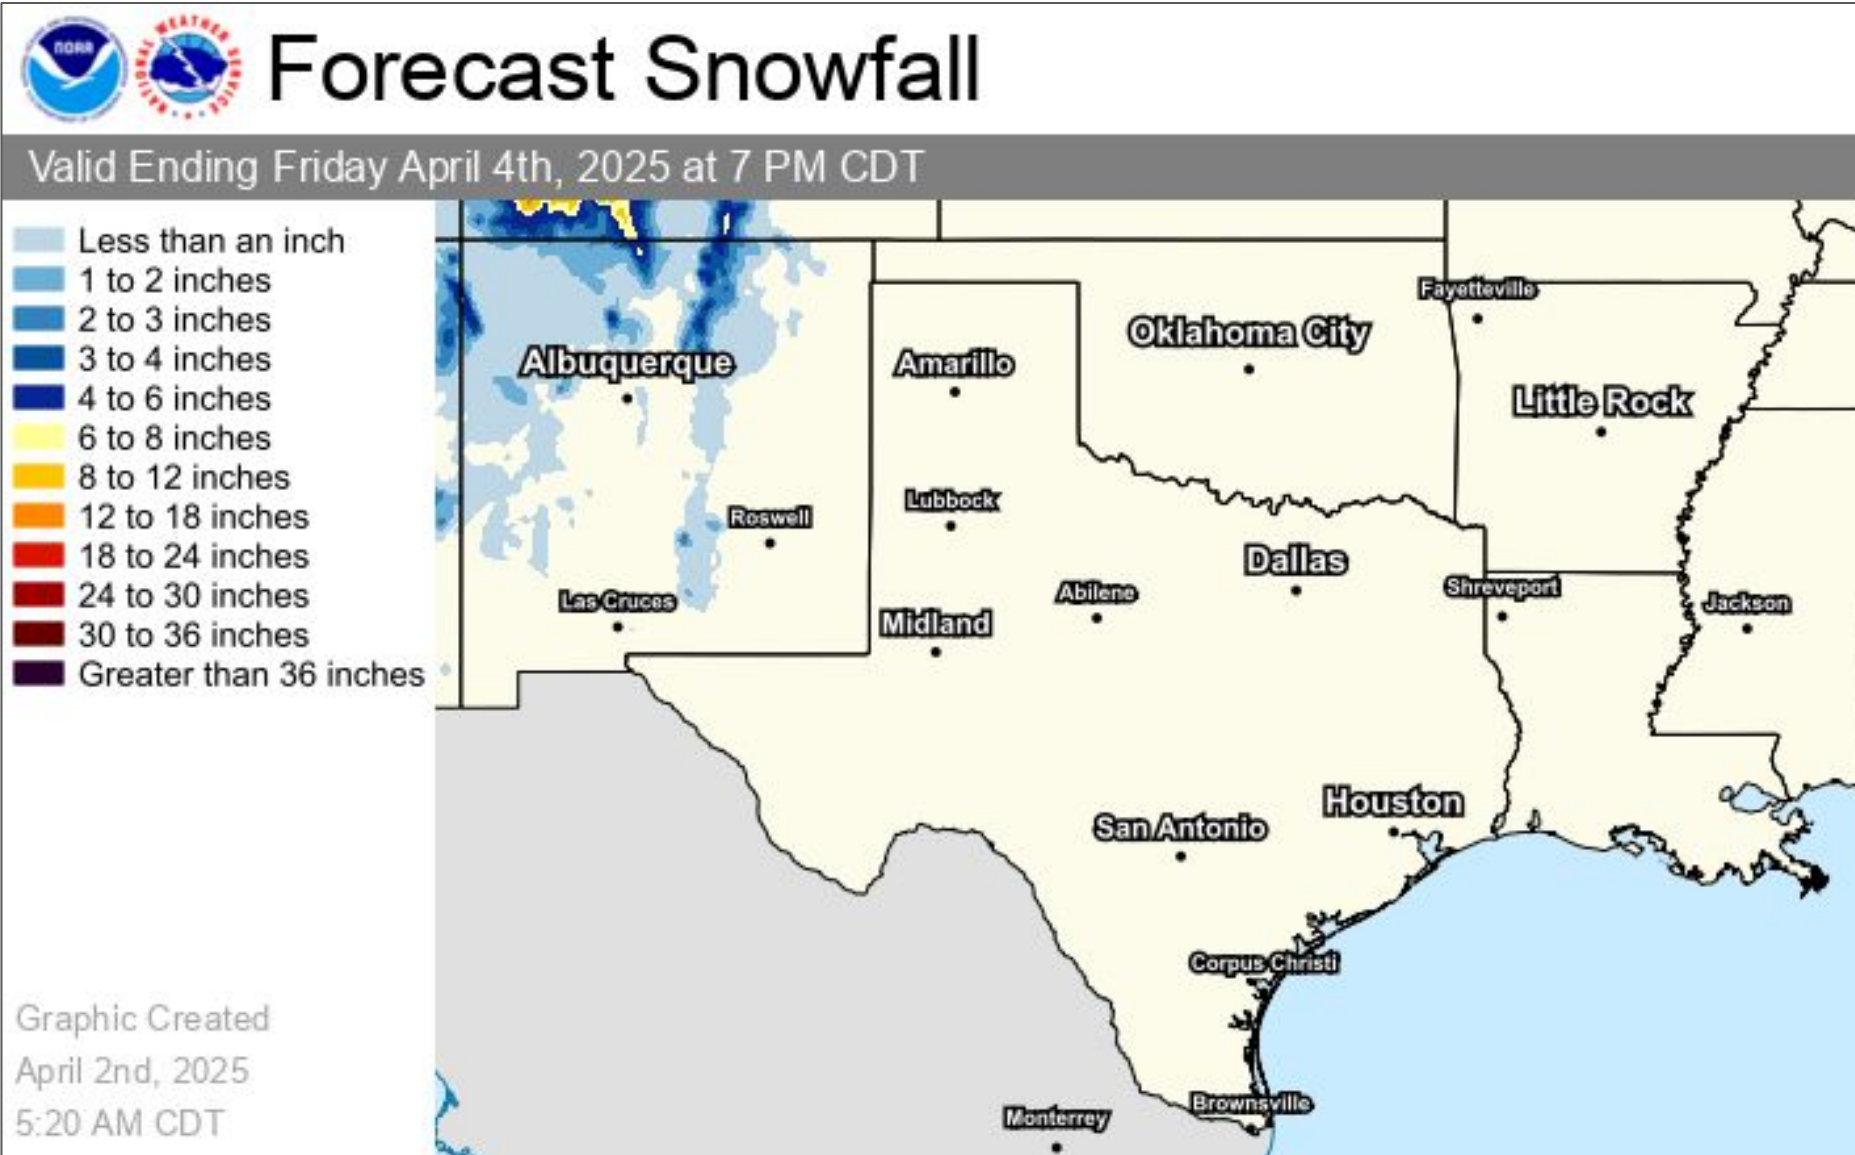 NOAA
NATIONAL WEATHER SERVICE
Forecast Snowfall
Valid Ending Friday April 4th, 2025 at 7 PM CDT
Less than an inch
1 to 2 inches
2 to 3 inches
3 to 4 inches
4 to 6 inches
6 to 8 inches
8 to 12 inches
12 to 18 inches
18 to 24 inches
24 to 30 inches
30 to 36 inches
Greater than 36 inches
Graphic Created
April 2nd, 2025
5:20 AM CDT
Fayetteville
Oklahoma City
Albuquerque
Amarillo
Little Rock
Lubbock
Roswell
Dallas
Shreveport
Abilene
Las Cruces
Jackson
Midland
Houston
San Antonio
Corpus Christi
Brownsville
Monterrey